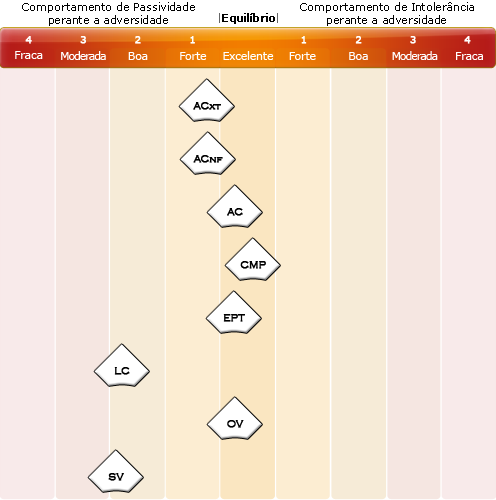 Comportamento de Passividade
perante a adversidade
|Equilíbrio|
Comportamento de Intolerância
perante a adversidade
4 3 2 1 1 2 3 4
Fraca Moderada Boa Forte Excelente Forte Boa Moderada Fraca
ACXT
ACNF
AC
CMP
EPT
LC
OV
SV